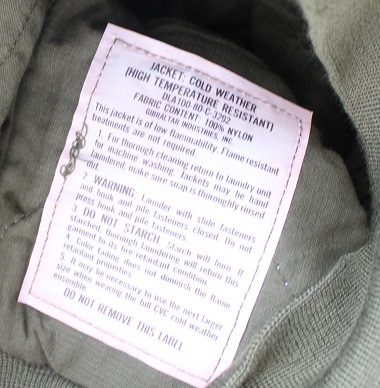 JACKET: COLD WEATHER
(HIGH TEMPERATURE RESISTANT)
DLA100-80-C-3292
FABRIC CONTENT: 100% NYLON
GIBRALTAR INDUSTRIES, INC.
This jacket is of low flammability. Flame resistant
treatments are not required.
1. For thorough cleaning return to laundry unit
for machine washing. Jackets may be hand
laundered, make sure soap is thoroughly rinsed
out.
2. WARNING: Launder with slide fasteners
and hook and pile fasteners closed. Do not
press hook and pile fasteners.
3. DO NOT STARCH. Starch will burn. If
starched, thorough laundering will return this
garment to its fire retardant condition.
4. Color fading does not diminish the flame
resistant properties.
5. It may be necessary to use the next larger
size when wearing the full CVC cold weather
ensemble.
DO NOT REMOVE THIS LABEL